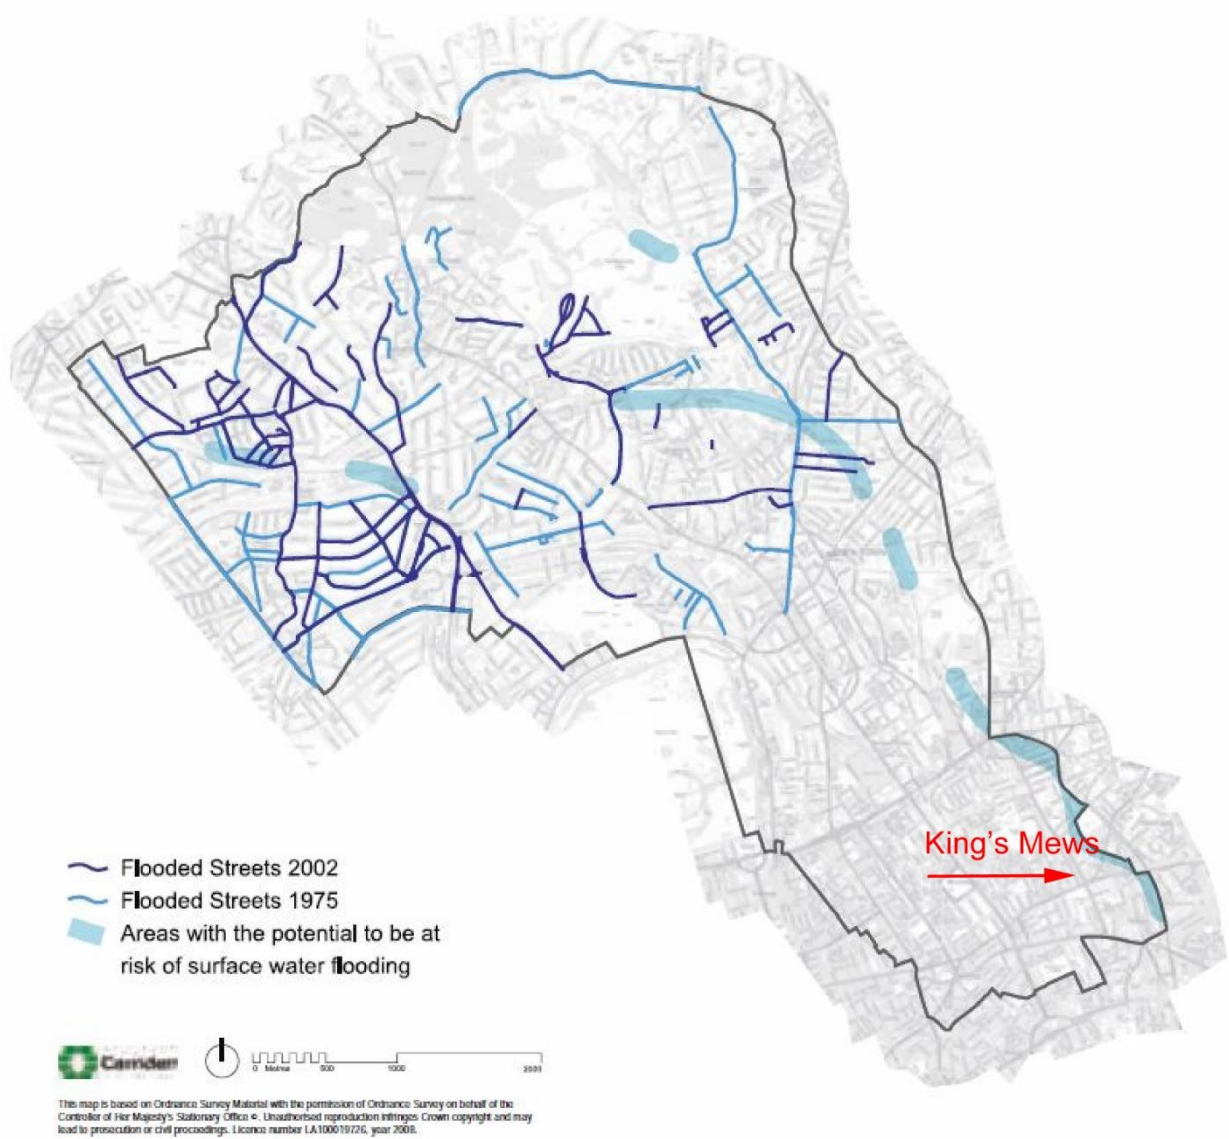 King's Mews
Flooded Streets 2002
Flooded Streets 1975
Areas with the potential to be at
risk of surface water flooding
Camden
0 Metres 500 1000 2000
This map is based on Ordnance Survey Material with the permission of Ordnance Survey on behalf of the
Controller of Her Majesty's Stationary Office ©. Unauthorised reproduction infringes Crown copyright and may
lead to prosecution or civil proceedings. Licence number LA100019726, year 2008.